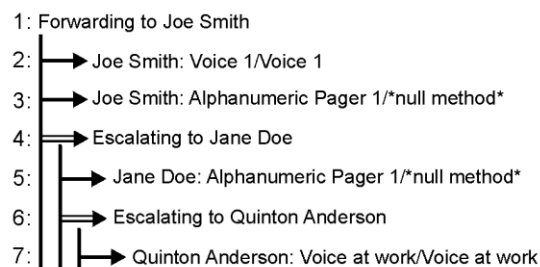 1: Forwarding to Joe Smith
2: Joe Smith: Voice 1/Voice 1
3: Joe Smith: Alphanumeric Pager 1/*null method*
4: Escalating to Jane Doe
5: Jane Doe: Alphanumeric Pager 1/*null method*
6: Escalating to Quinton Anderson
7: Quinton Anderson: Voice at work/Voice at work